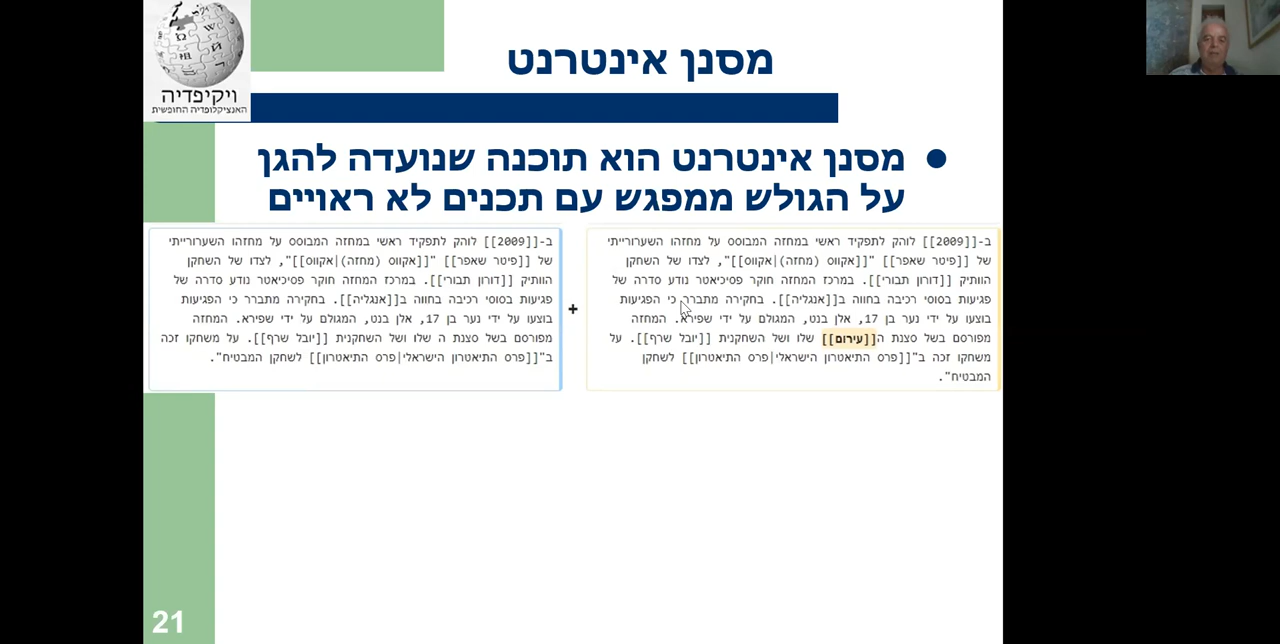 ויקיפדיה
האנציקלופדיה החופשית
מסנן אינטרנט
● מסנן אינטרנט הוא תוכנה שנועדה להגן
על הגולש ממפגש עם תכנים לא ראויים
ב-[[2009]] לוהק לתפקיד ראשי במחזה המבוסס על מחזהו השערורייתי
של [[פיטר שאפר]] "[[אקווס (מחזה)|אקווס]]", לצדו של השחקן
הוותיק [[דורון תבורי]]. במרכז המחזה חוקר פסיכיאטר נודע סדרה של
פגיעות בסוסי רכיבה בחווה ב[[אנגליה]]. בחקירה מתברר כי הפגיעות
בוצעו על ידי נער בן 17, אלן בנט, המגולם על ידי שפירא. המחזה
מפורסם בשל סצנת ה[[עירום]] שלו ושל השחקנית [[יובל שרף]]. על
משחקו זכה ב"[[פרס התיאטרון הישראלי|פרס התיאטרון]] לשחקן
המבטיח".
+
ב-[[2009]] לוהק לתפקיד ראשי במחזה המבוסס על מחזהו השערורייתי
של [[פיטר שאפר]] "[[אקווס (מחזה)|אקווס]]", לצדו של השחקן
הוותיק [[דורון תבורי]]. במרכז המחזה חוקר פסיכיאטר נודע סדרה של
פגיעות בסוסי רכיבה בחווה ב[[אנגליה]]. בחקירה מתברר כי הפגיעות
בוצעו על ידי נער בן 17, אלן בנט, המגולם על ידי שפירא. המחזה
מפורסם בשל סצנת ה שלו ושל השחקנית [[יובל שרף]]. על משחקו זכה
ב"[[פרס התיאטרון הישראלי|פרס התיאטרון]] לשחקן המבטיח".
21